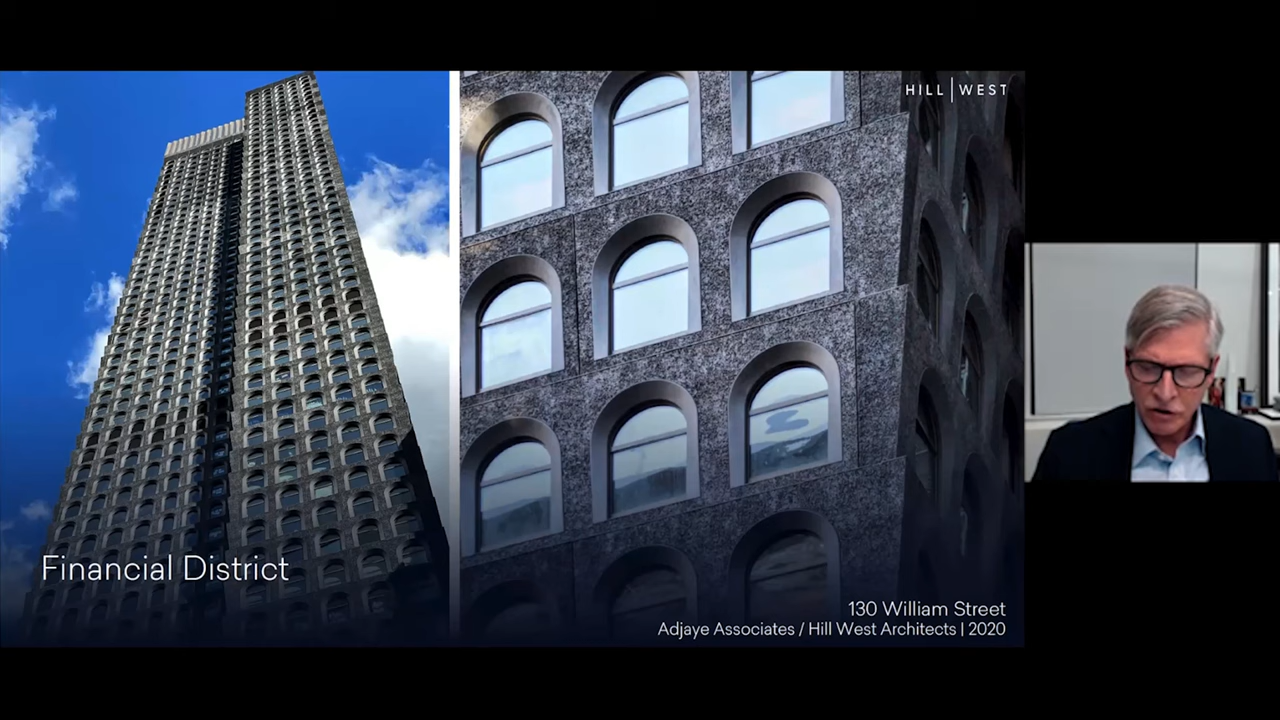 HILL | WEST
Financial District
130 William Street
Adjaye Associates / Hill West Architects | 2020